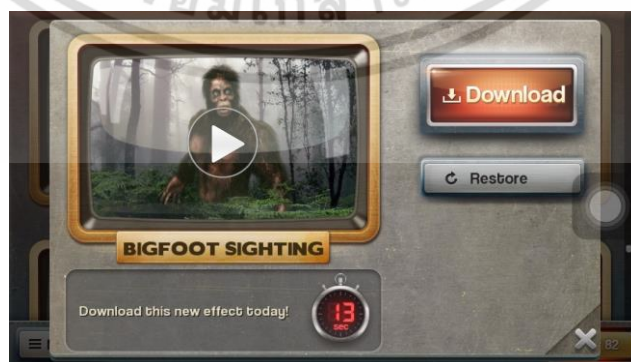 Download
Restore
BIGFOOT SIGHTING
Download this new effect today!
13
sec
82